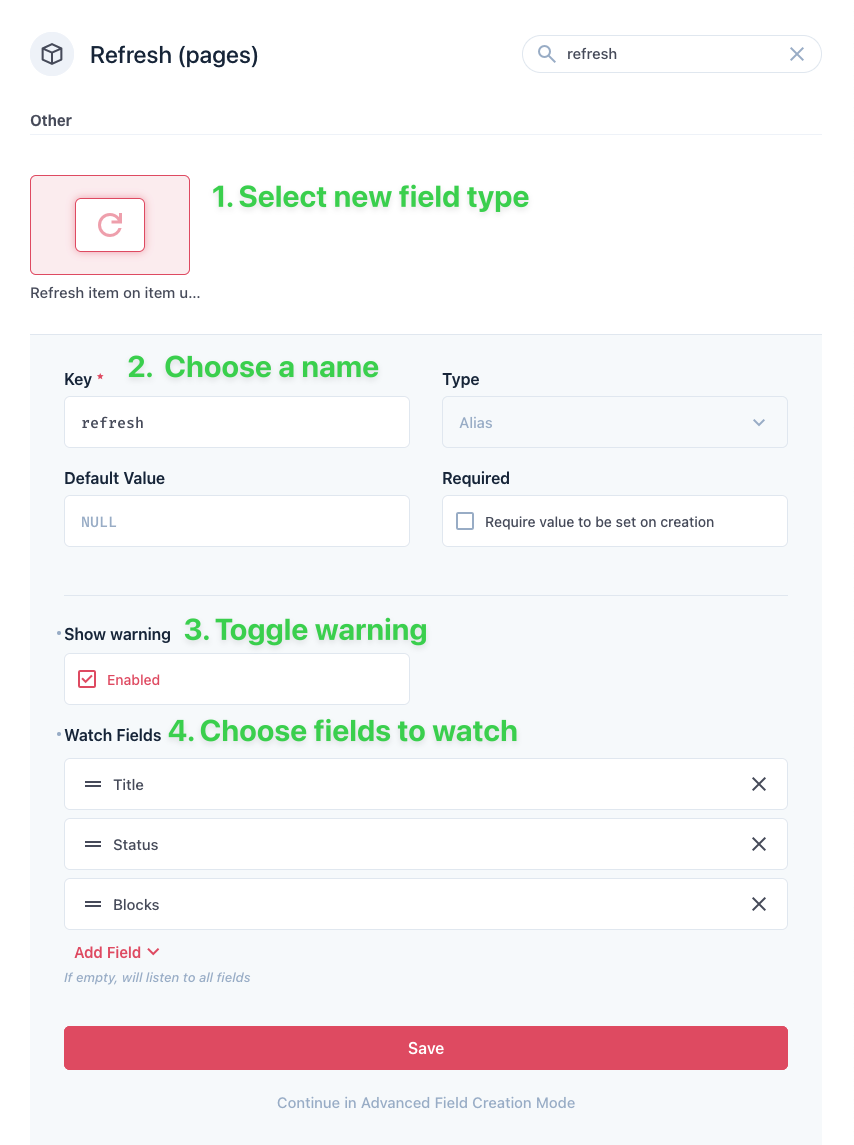 Refresh (pages)
refresh
Other
1. Select new field type
Refresh item on item u...
2. Choose a name
Key *
Type
refresh
Alias
Default Value
Required
NULL
Require value to be set on creation
Show warning
3. Toggle warning
Enabled
Watch Fields
4. Choose fields to watch
Title
Status
Blocks
Add Field
If empty, will listen to all fields
Save
Continue in Advanced Field Creation Mode